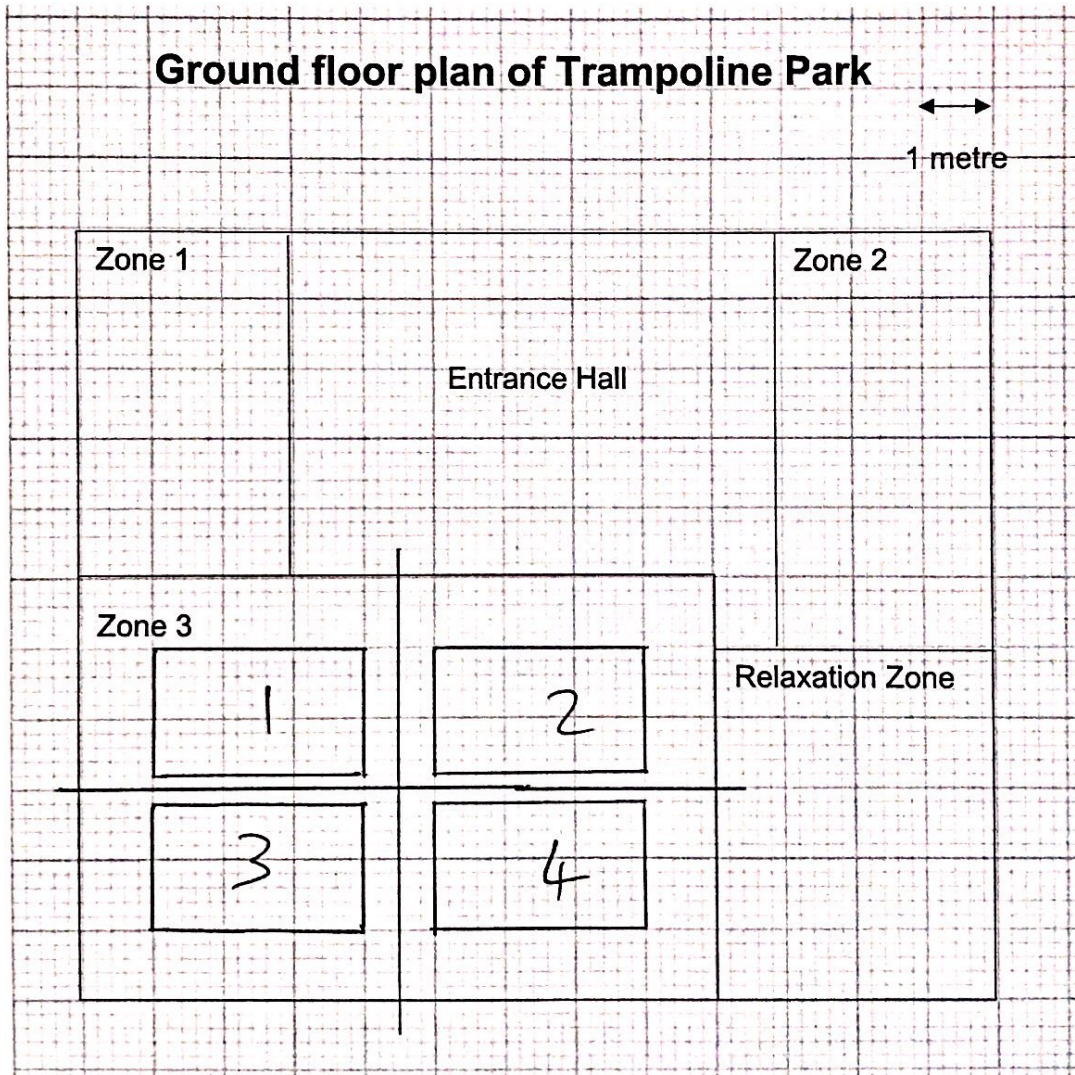 Ground floor plan of Trampoline Park
1 metre
Zone 1
Zone 2
Entrance Hall
Zone 3
Relaxation Zone
1
2
3
4